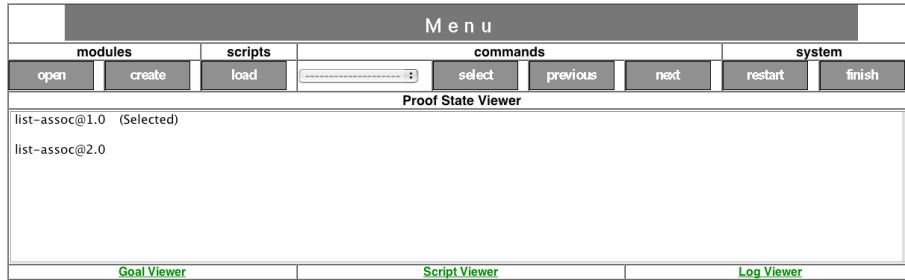 Menu
modules scripts commands system
open create load -------------------- select previous next restart finish
Proof State Viewer
list-assoc@1.0 (Selected)
list-assoc@2.0
Goal Viewer Script Viewer Log Viewer